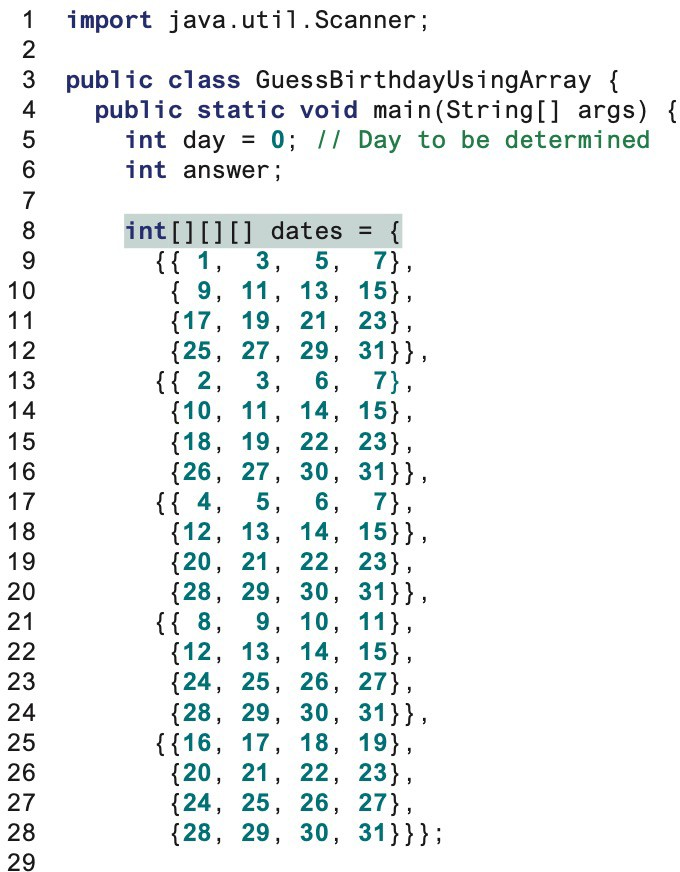 1 import java.util.Scanner;
2
3 public class GuessBirthdayUsingArray {
4   public static void main(String[] args) {
5     int day = 0; // Day to be determined
6     int answer;
7
8     int[][][] dates = {
9       {{ 1,  3,  5,  7},
10        { 9, 11, 13, 15},
11        {17, 19, 21, 23},
12        {25, 27, 29, 31}},
13       {{ 2,  3,  6,  7},
14        {10, 11, 14, 15},
15        {18, 19, 22, 23},
16        {26, 27, 30, 31}},
17       {{ 4,  5,  6,  7},
18        {12, 13, 14, 15}},
19        {20, 21, 22, 23},
20        {28, 29, 30, 31}},
21       {{ 8,  9, 10, 11},
22        {12, 13, 14, 15},
23        {24, 25, 26, 27},
24        {28, 29, 30, 31}},
25       {{16, 17, 18, 19},
26        {20, 21, 22, 23},
27        {24, 25, 26, 27},
28        {28, 29, 30, 31}}};
29